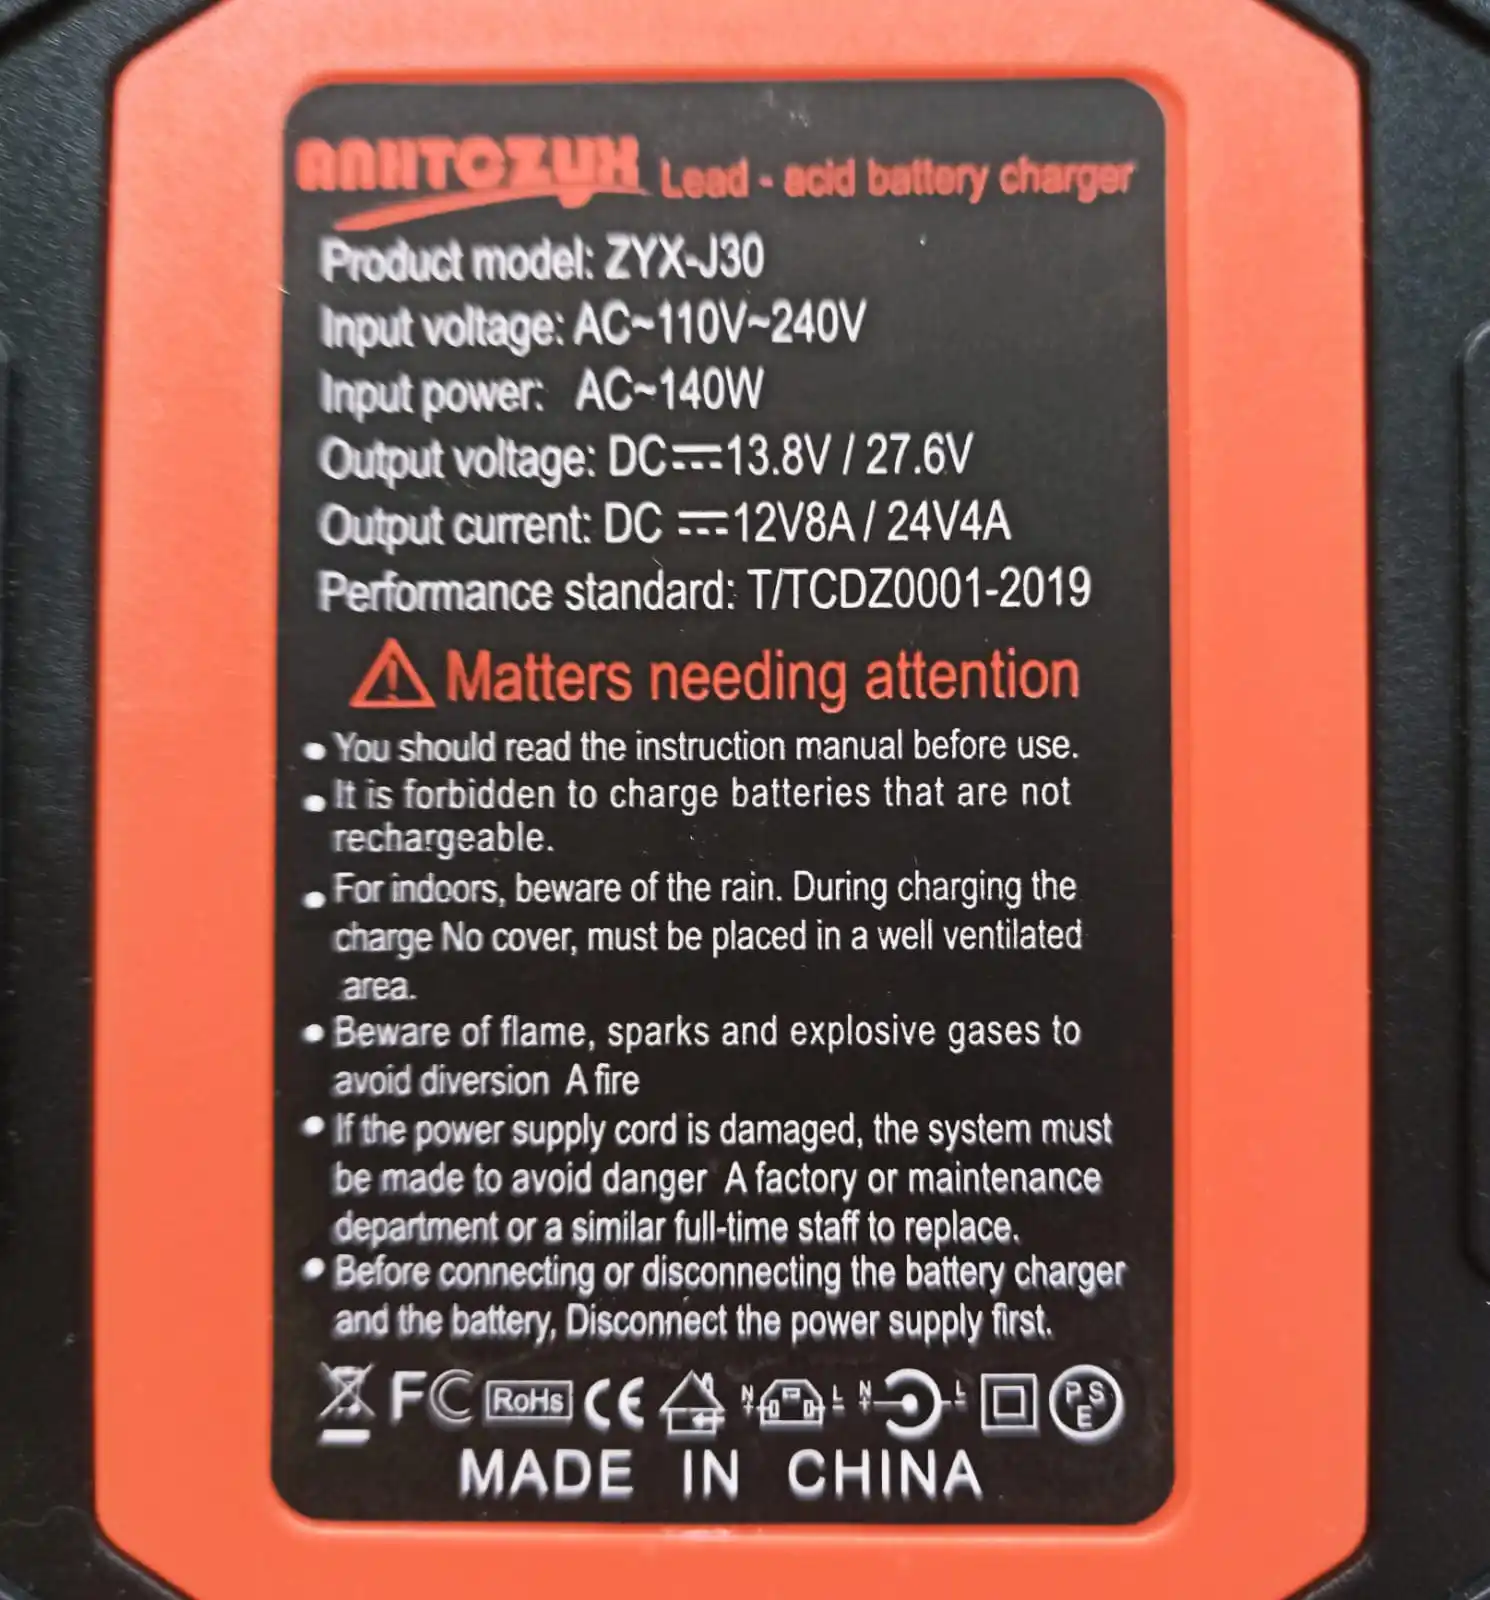 ANHTCZYX Lead - acid battery charger
Product model: ZYX-J30
Input voltage: AC~110V~240V
Input power: AC~140W
Output voltage: DC⎓13.8V / 27.6V
Output current: DC ⎓12V8A / 24V4A
Performance standard: T/TCDZ0001-2019
Matters needing attention
• You should read the instruction manual before use.
• It is forbidden to charge batteries that are not
rechargeable.
• For indoors, beware of the rain. During charging the
charge No cover, must be placed in a well ventilated
area.
• Beware of flame, sparks and explosive gases to
avoid diversion A fire
• If the power supply cord is damaged, the system must
be made to avoid danger A factory or maintenance
department or a similar full-time staff to replace.
• Before connecting or disconnecting the battery charger
and the battery, Disconnect the power supply first.
FC RoHS CE N + L - N + L - PSE
MADE IN CHINA